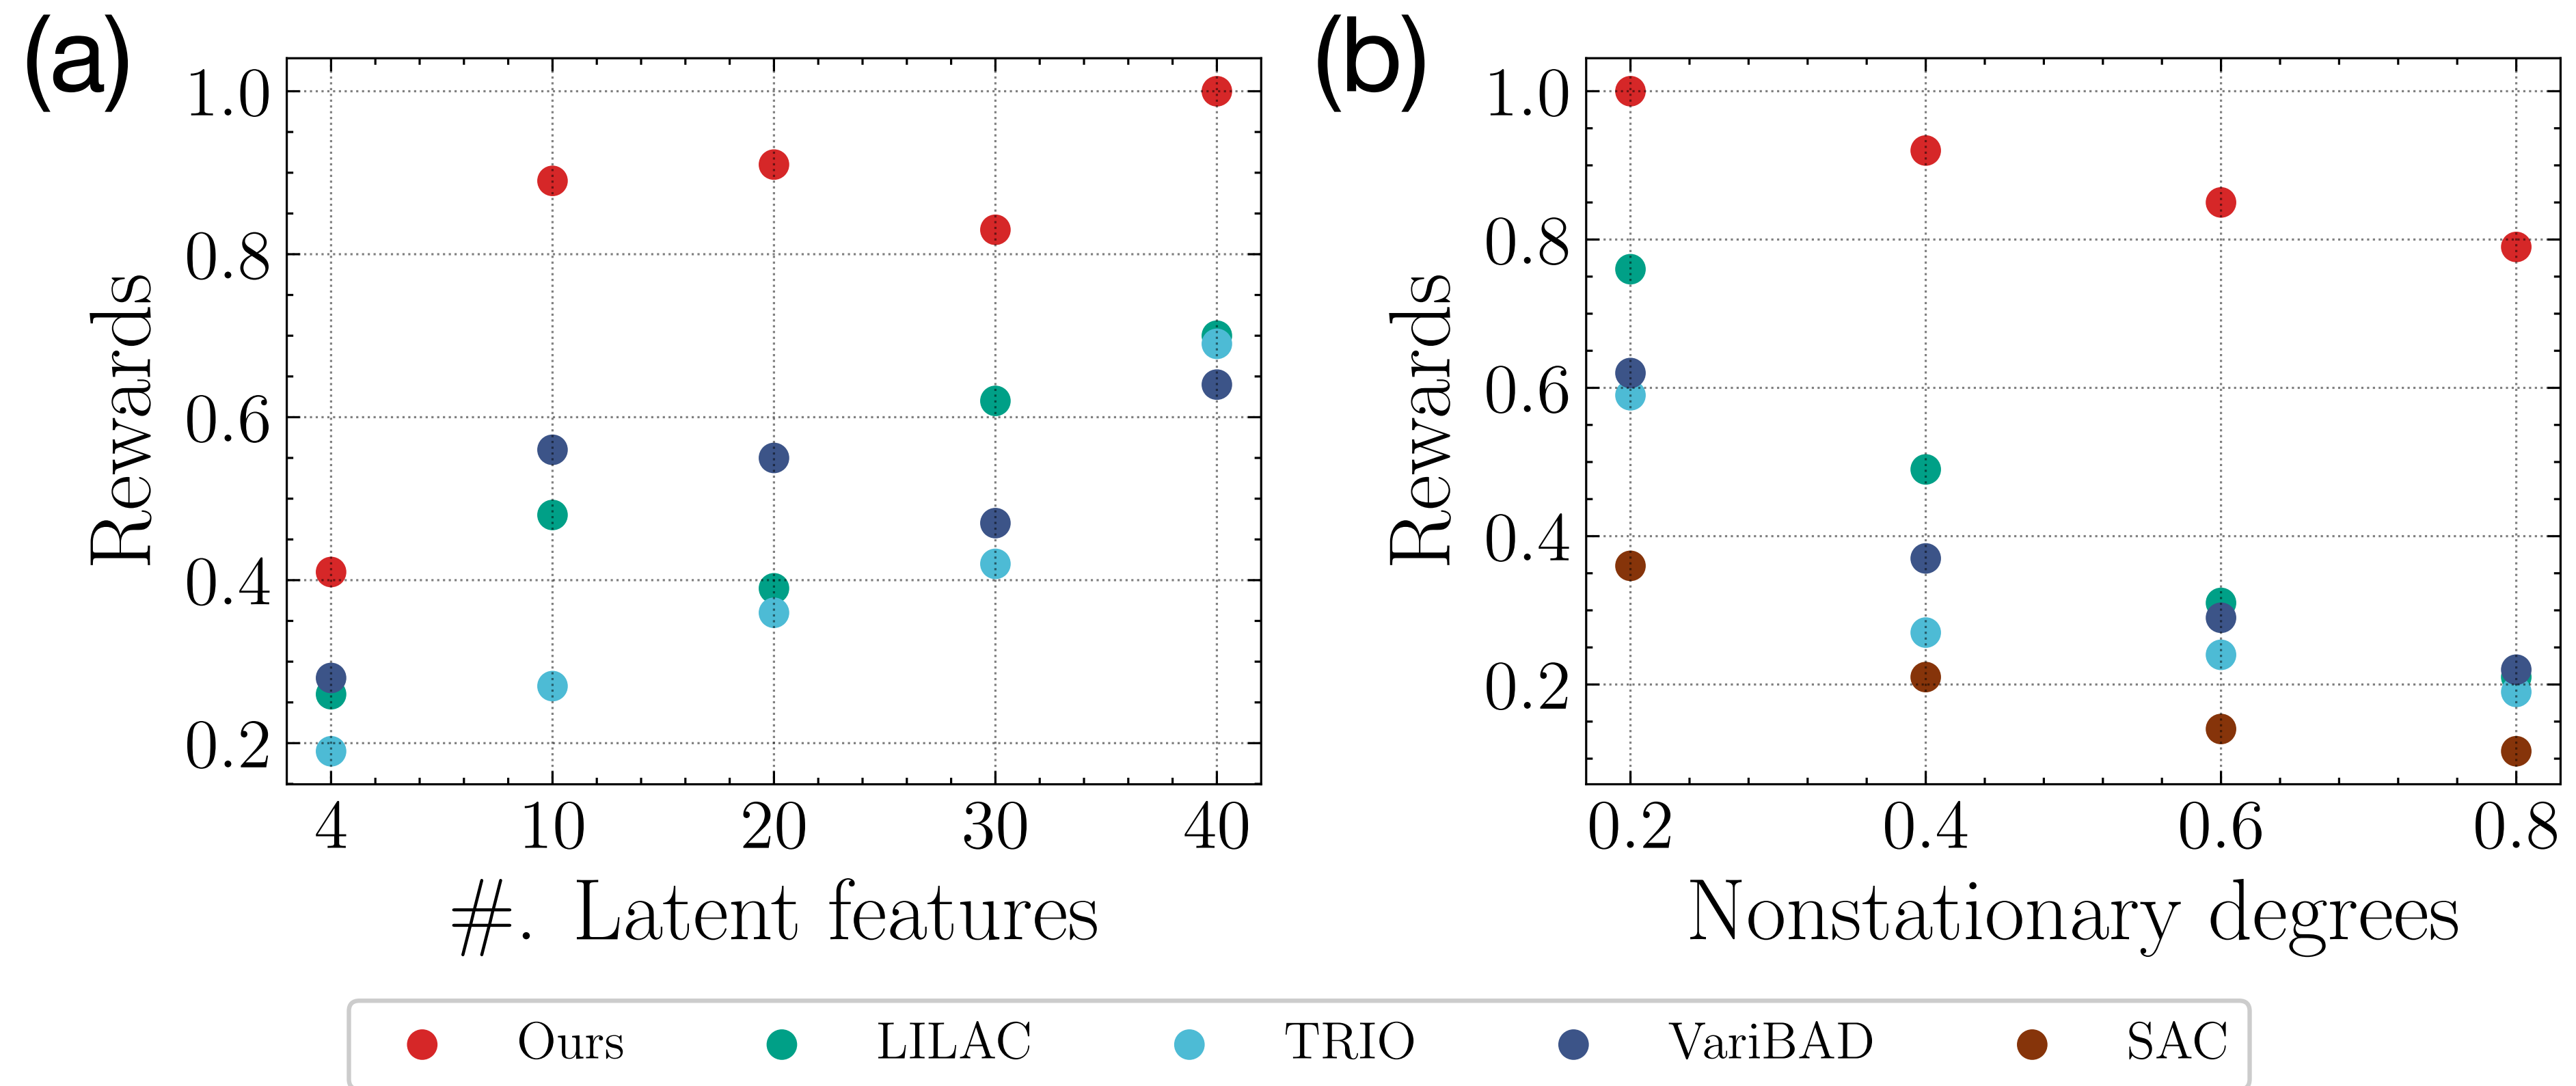 (a)
1.0
0.8
0.6
0.4
0.2
Rewards
4 10 20 30 40
#. Latent features
(b)
1.0
0.8
0.6
0.4
0.2
Rewards
0.2 0.4 0.6 0.8
Nonstationary degrees
Ours LILAC TRIO VariBAD SAC